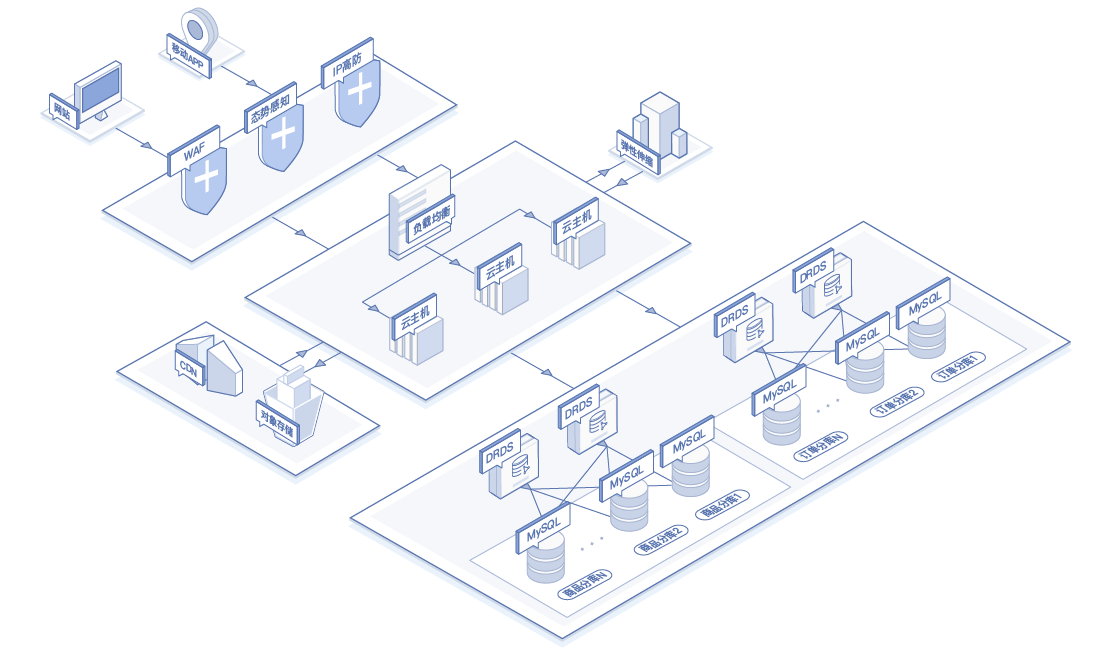 移动APP
网站
IP高防
态势感知
WAF
弹性伸缩
负载均衡
云主机
云主机
云主机
CDN
对象存储
DRDS
DRDS
MySQL
MySQL
MySQL
订单分库1
订单分库2
订单分库N
DRDS
DRDS
MySQL
MySQL
MySQL
商品分库1
商品分库2
商品分库N